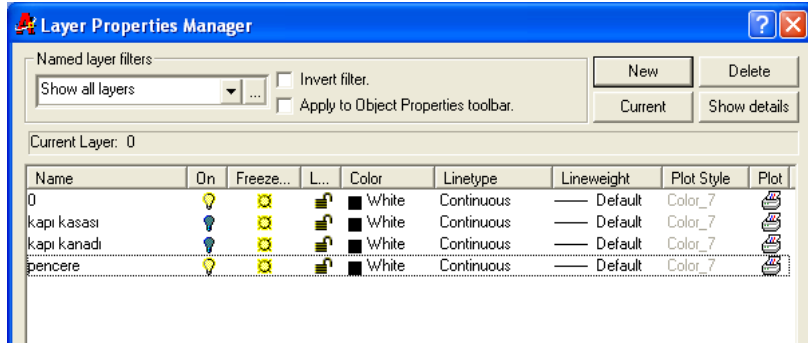 Layer Properties Manager
Named layer filters
Show all layers
...
Invert filter.
Apply to Object Properties toolbar.
New
Delete
Current
Show details
Current Layer: 0
Name On Freeze... L... Color Linetype Lineweight Plot Style Plot
0 White Continuous Default Color_7
kapı kasası White Continuous Default Color_7
kapı kanadı White Continuous Default Color_7
pencere White Continuous Default Color_7